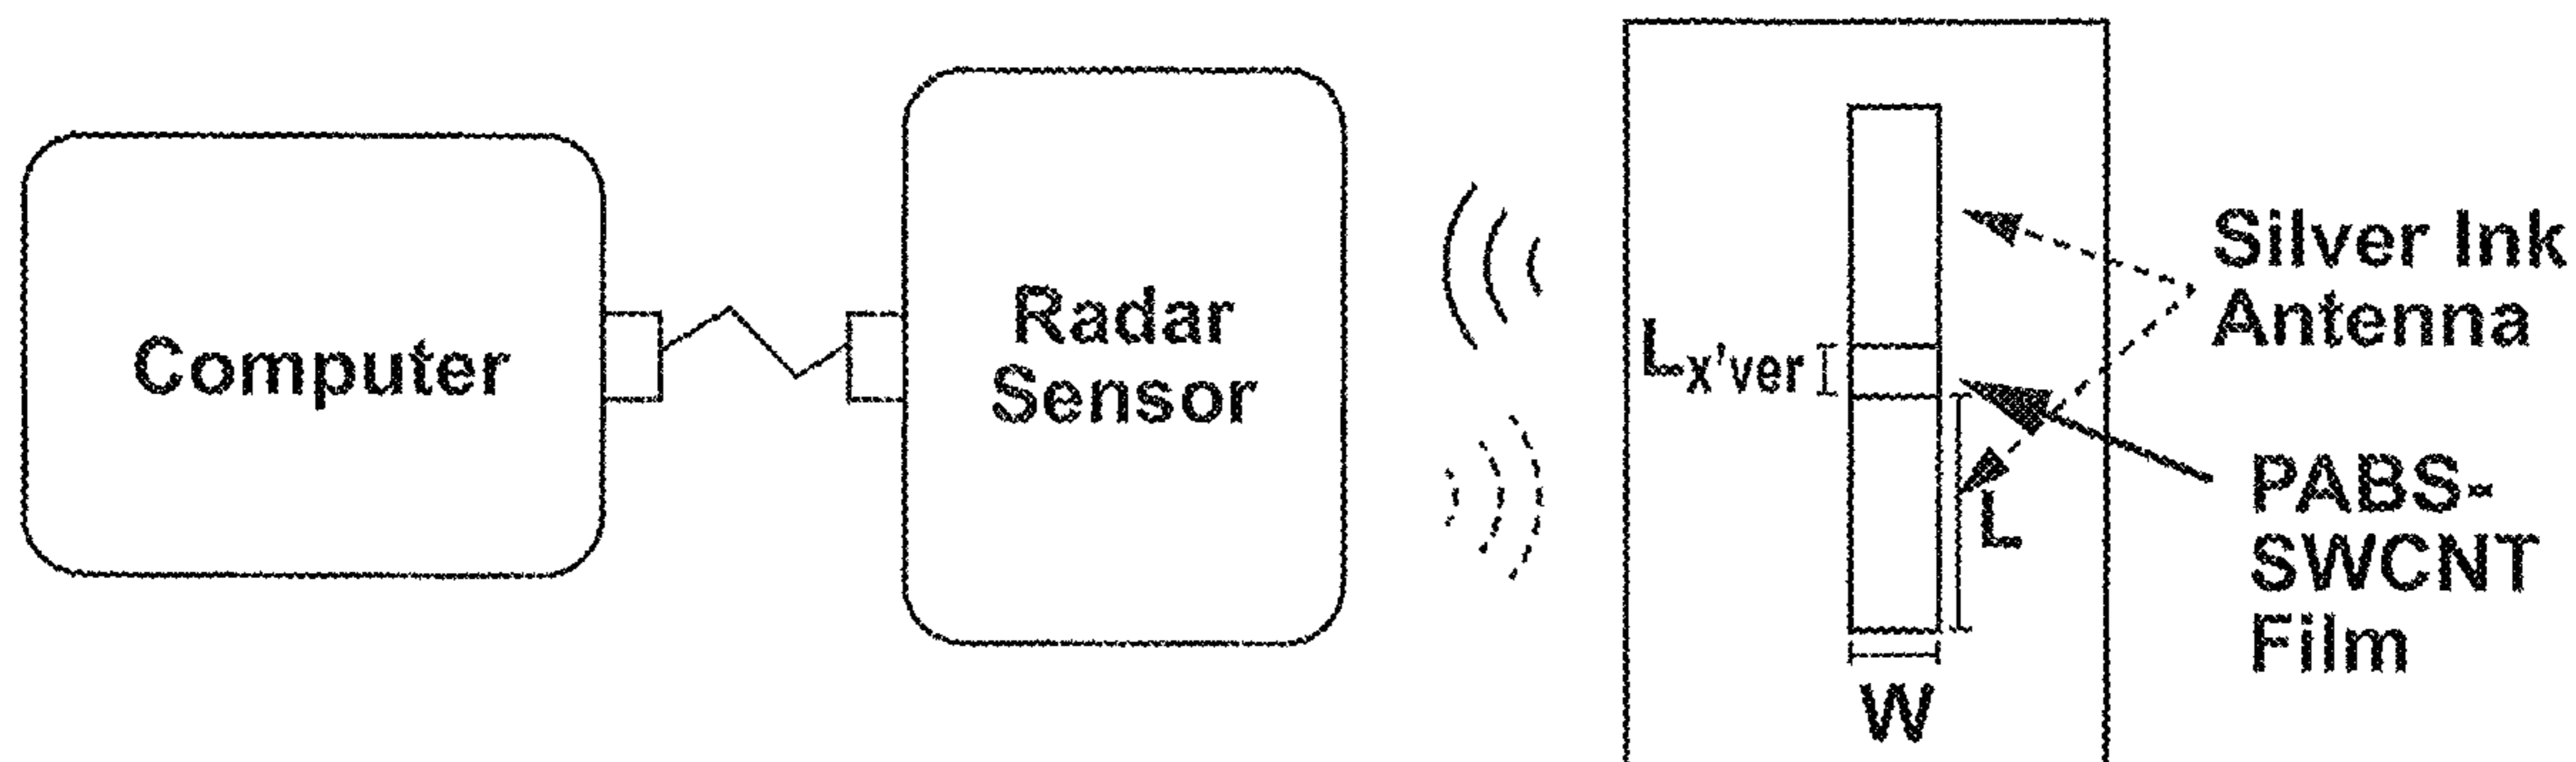 Computer
Radar
Sensor
Lx'ver
L
W
Silver Ink
Antenna
PABS-
SWCNT
Film